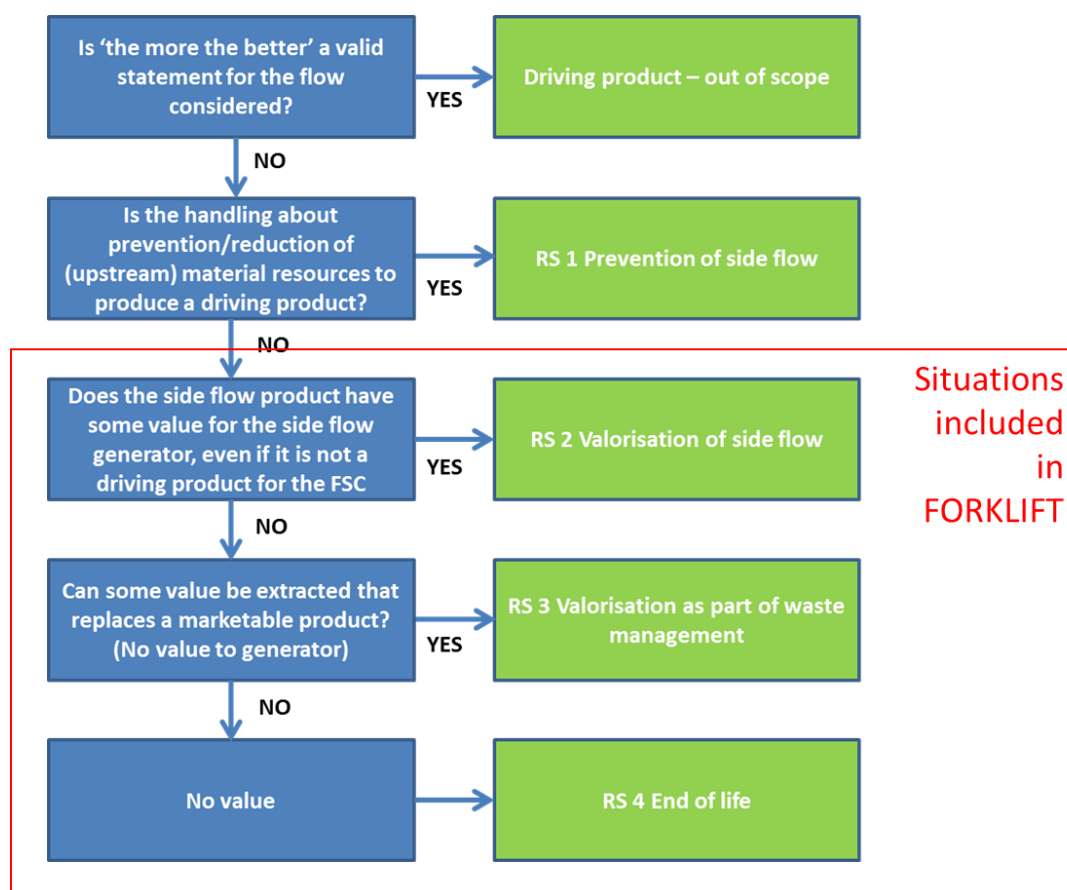 Is ‘the more the better’ a valid
statement for the flow
considered?
YES
Driving product – out of scope
NO
Is the handling about
prevention/reduction of
(upstream) material resources to
produce a driving product?
YES
RS 1 Prevention of side flow
NO
Situations
included
in
FORKLIFT
Does the side flow product have
some value for the side flow
generator, even if it is not a
driving product for the FSC
YES
RS 2 Valorisation of side flow
NO
Can some value be extracted that
replaces a marketable product?
(No value to generator)
YES
RS 3 Valorisation as part of waste
management
NO
No value
RS 4 End of life